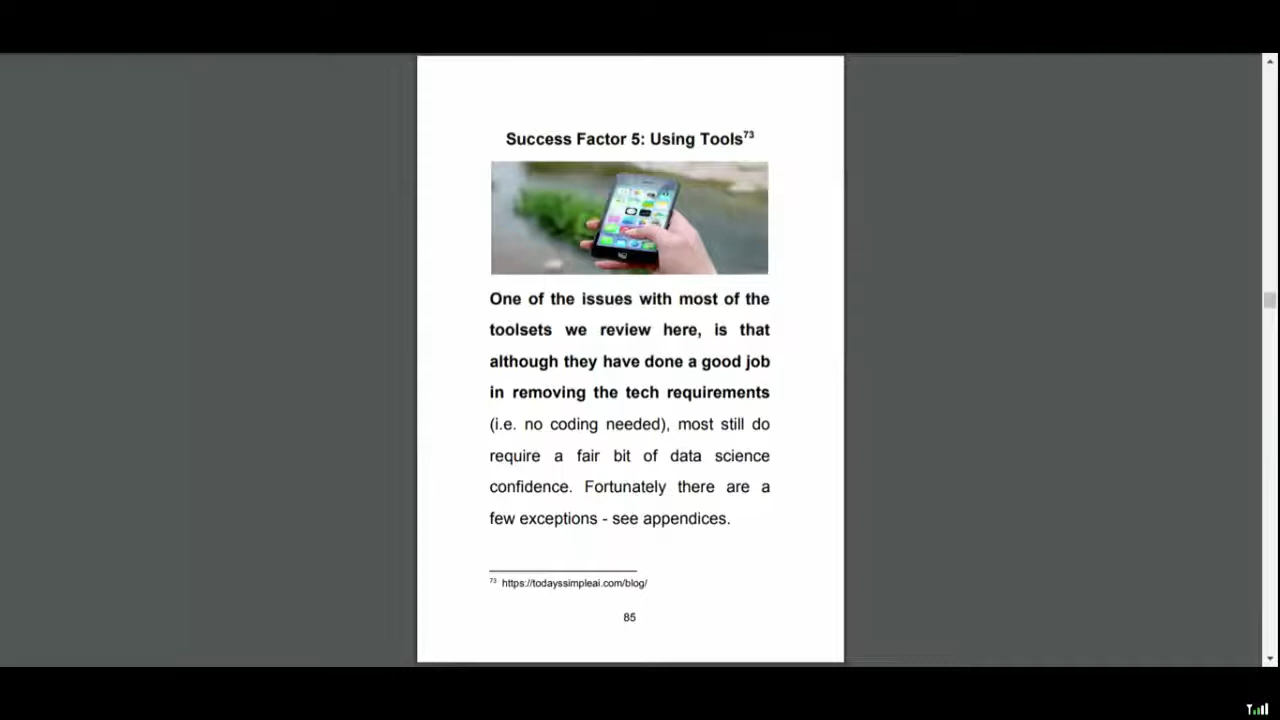 Success Factor 5: Using Tools73
One of the issues with most of the
toolsets we review here, is that
although they have done a good job
in removing the tech requirements
(i.e. no coding needed), most still do
require a fair bit of data science
confidence. Fortunately there are a
few exceptions - see appendices.
73 https://todayssimpleai.com/blog/
85